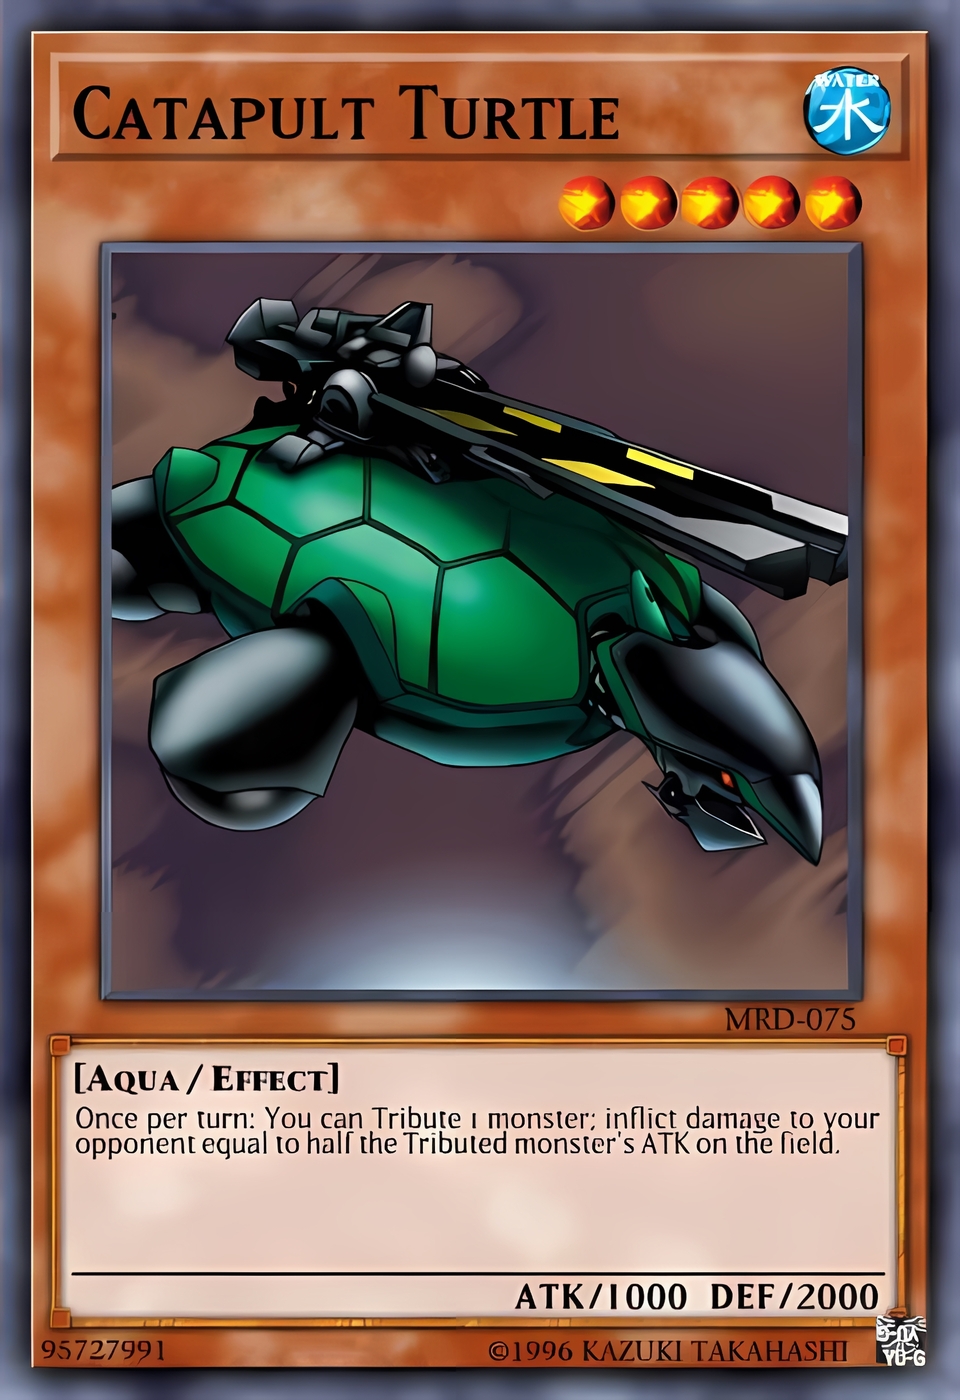 CATAPULT TURTLE
WATER
水
MRD-075
[AQUA / EFFECT]
Once per turn: You can Tribute 1 monster; inflict damage to your
opponent equal to half the Tributed monster's ATK on the field.
ATK/1000 DEF/2000
95727991
©1996 KAZUKI TAKAHASHI